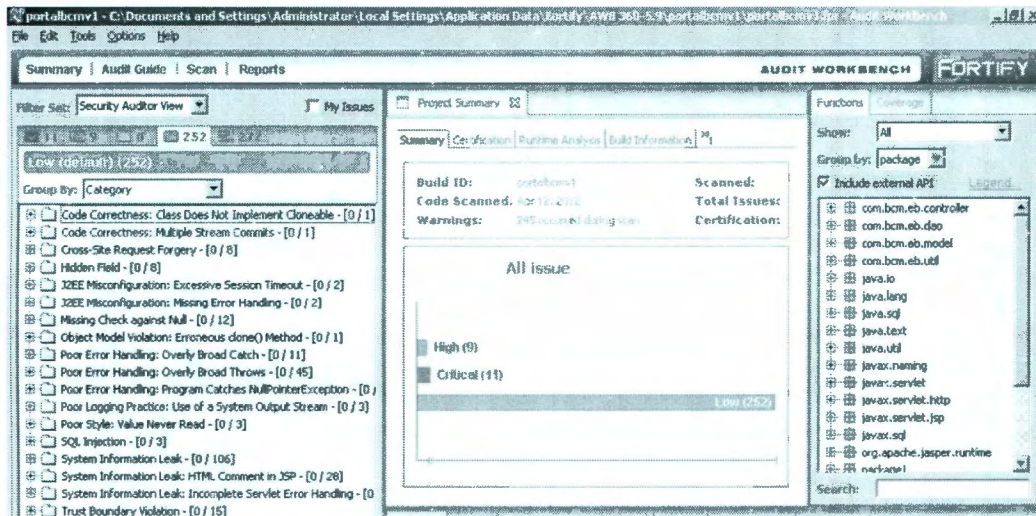 portalbcmv1 - C:\Documents and Settings\Administrator\Local Settings\Application Data\Fortify\AWB 360-5.9\portalbcmv1\portalbcmv1.fpr - Audit Workbench
File Edit Tools Options Help
Summary Audit Guide Scan Reports
AUDIT WORKBENCH FORTIFY
Filter Set: Security Auditor View My Issues
11 9 0 252 272
Low (default) (252)
Group By: Category
Code Correctness: Class Does Not Implement Cloneable - [0 / 1]
Code Correctness: Multiple Stream Commits - [0 / 1]
Cross-Site Request Forgery - [0 / 8]
Hidden Field - [0 / 8]
J2EE Misconfiguration: Excessive Session Timeout - [0 / 2]
J2EE Misconfiguration: Missing Error Handling - [0 / 2]
Missing Check against Null - [0 / 12]
Object Model Violation: Erroneous clone() Method - [0 / 1]
Poor Error Handling: Overly Broad Catch - [0 / 11]
Poor Error Handling: Overly Broad Throws - [0 / 45]
Poor Error Handling: Program Catches NullPointerException - [0 /
Poor Logging Practice: Use of a System Output Stream - [0 / 3]
Poor Style: Value Never Read - [0 / 3]
SQL Injection - [0 / 3]
System Information Leak - [0 / 106]
System Information Leak: HTML Comment in JSP - [0 / 28]
System Information Leak: Incomplete Servlet Error Handling - [0
Trust Boundary Violation - [0 / 15]
Project Summary
Summary Certification Runtime Analysis Build Information
Build ID: portalbcmv1 Scanned:
Code Scanned: Apr 12, 2012 Total Issues:
Warnings: 245 occurred during scan Certification:
All issue
High (9)
Critical (11)
Low (252)
Functions Coverage
Show: All
Group by: package
Include external API Legend...
com.bcm.eb.controller
com.bcm.eb.dao
com.bcm.eb.model
com.bcm.eb.util
java.io
java.lang
java.sql
java.text
java.util
javax.naming
javax.servlet
javax.servlet.http
javax.servlet.jsp
javax.sql
org.apache.jasper.runtime
package1
Search: